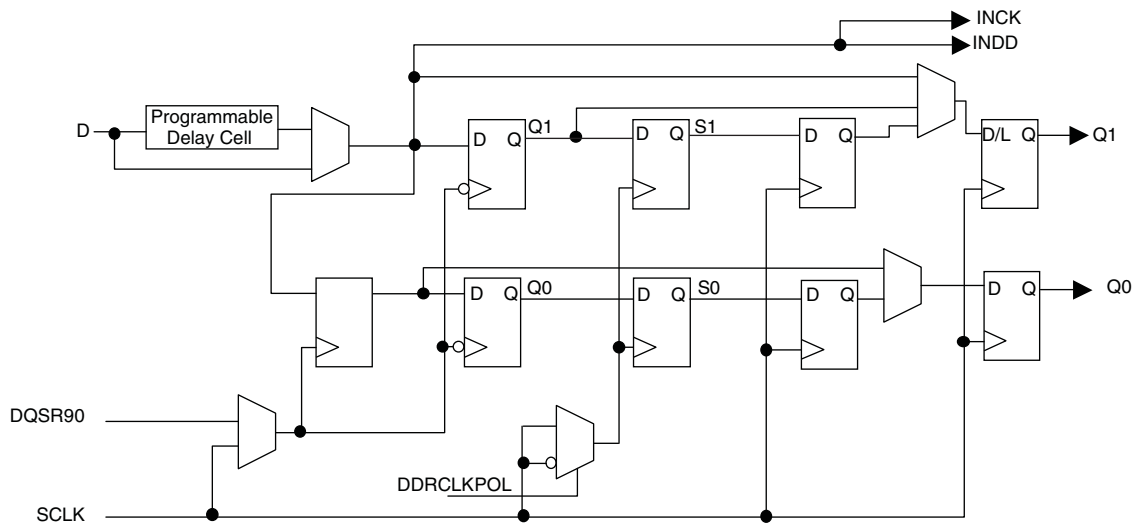 INCK
INDD
Programmable
Delay Cell
D
D Q
Q1
D Q
S1
D Q
D/L Q
Q1
D Q
Q0
D Q
S0
D Q
D Q
Q0
DQSR90
DDRCLKPOL
SCLK